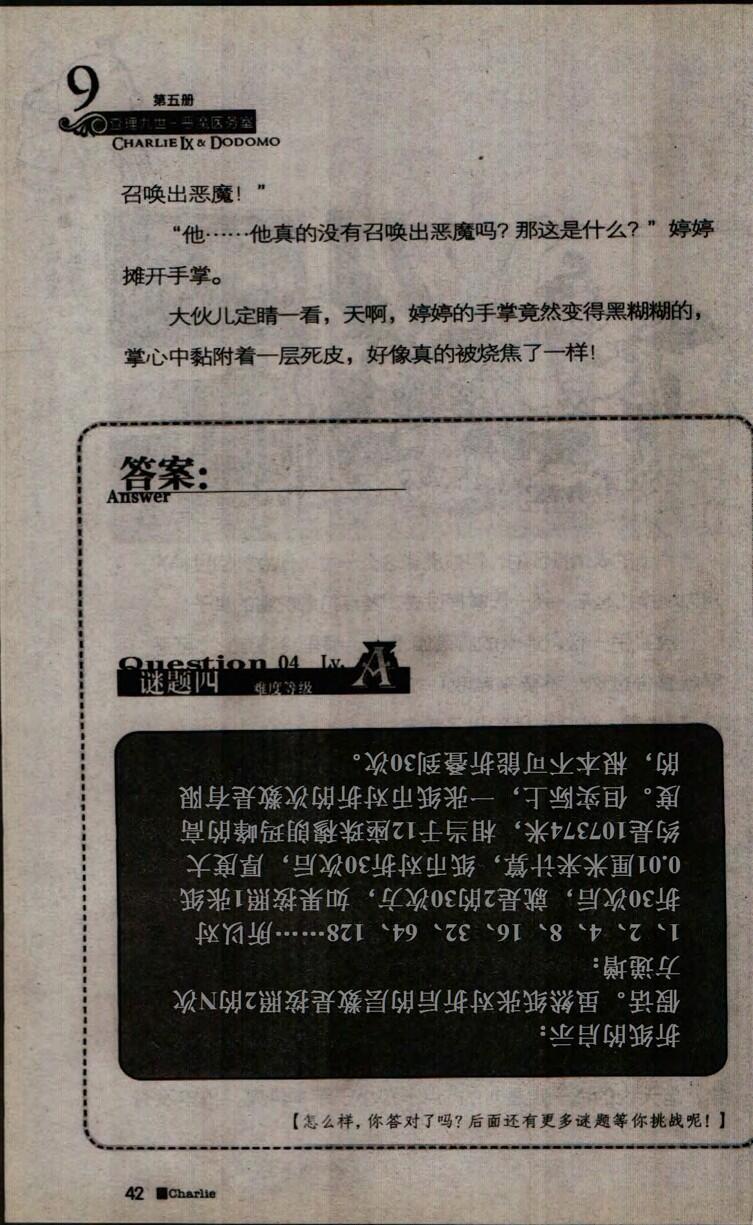 9
第五册
查理九世·恶魔医务室
CHARLIE IX & DODOMO
召唤出恶魔！”
“他……他真的没有召唤出恶魔吗？那这是什么？”婷婷
摊开手掌。
大伙儿定睛一看，天啊，婷婷的手掌竟然变得黑糊糊的，
掌心中黏附着一层死皮，好像真的被烧焦了一样！
答案：
Answer
Question 04 Lv. A
谜题四 难度等级
折纸的启示：
假话。虽然纸张对折后的层数是按照2的N次
方递增：
1、2、4、8、16、32、64、128……所以对
折30次后，就是2的30次方，如果按照1张纸
0.01厘米来计算，纸币对折30次后，厚度大
约是107374米，相当于12座珠穆朗玛峰的高
度。但实际上，一张纸币对折的次数是有限
的，根本不可能折叠到30次。
【怎么样，你答对了吗？后面还有更多谜题等你挑战呢！】
42 ■Charlie